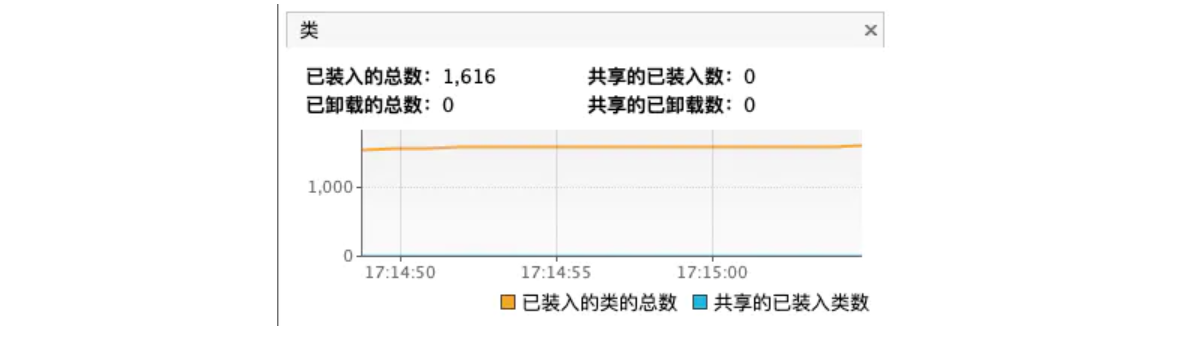 类
已装入的总数：1,616 共享的已装入数：0
已卸载的总数：0 共享的已卸载数：0
1,000
0
17:14:50 17:14:55 17:15:00
已装入的类的总数 共享的已装入类数